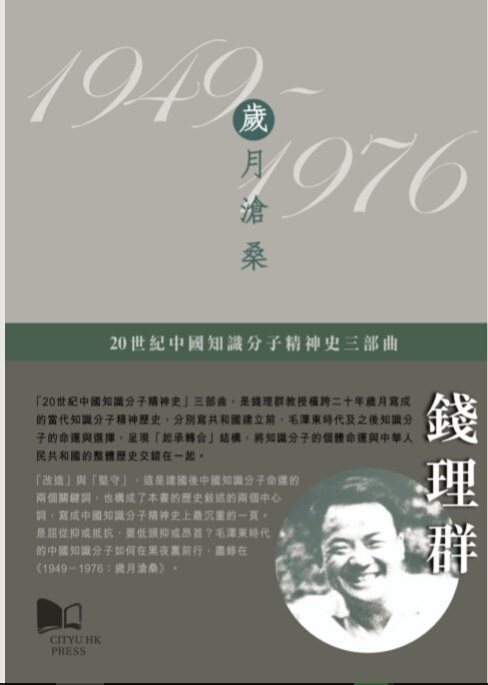 1949–
1976
歲月滄桑
20世紀中國知識分子精神史三部曲
「20世紀中國知識分子精神史」三部曲，是錢理群教授橫跨二十年歲月寫成
的當代知識分子精神歷史，分別寫共和國建立前、毛澤東時代及之後知識分
子的命運與選擇，呈現「起承轉合」結構，將知識分子的個體命運與中華人
民共和國的整體歷史交錯在一起。
「改造」與「堅守」，這是建國後中國知識分子命運的
兩個關鍵詞，也構成了本書的歷史敘述的兩個中心
詞，寫成中國知識分子精神史上最沉重的一頁。
是屈從抑或抵抗，要低頭抑或昂首？毛澤東時代
的中國知識分子如何在黑夜裏前行，盡錄在
《1949－1976：歲月滄桑》。
錢理群
CITYU HK
PRESS